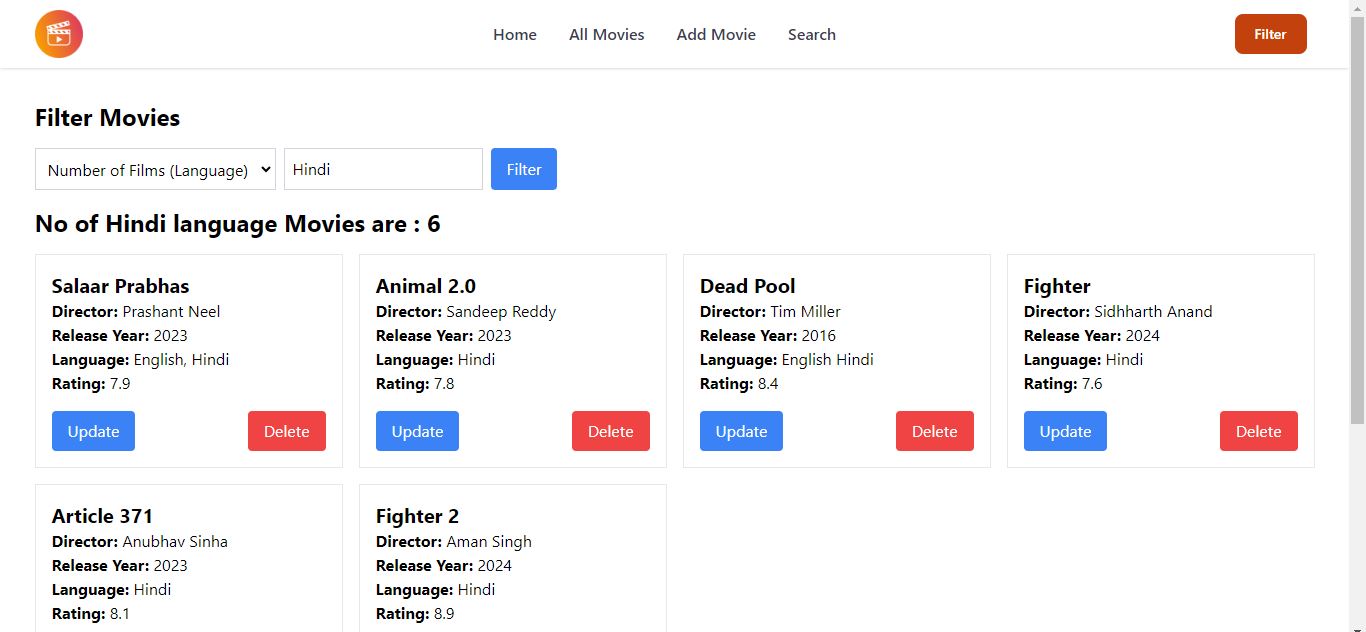 Home All Movies Add Movie Search Filter
Filter Movies
Number of Films (Language) Hindi Filter
No of Hindi language Movies are : 6
Salaar Prabhas
Director: Prashant Neel
Release Year: 2023
Language: English, Hindi
Rating: 7.9
Update Delete
Animal 2.0
Director: Sandeep Reddy
Release Year: 2023
Language: Hindi
Rating: 7.8
Update Delete
Dead Pool
Director: Tim Miller
Release Year: 2016
Language: English Hindi
Rating: 8.4
Update Delete
Fighter
Director: Sidhharth Anand
Release Year: 2024
Language: Hindi
Rating: 7.6
Update Delete
Article 371
Director: Anubhav Sinha
Release Year: 2023
Language: Hindi
Rating: 8.1
Fighter 2
Director: Aman Singh
Release Year: 2024
Language: Hindi
Rating: 8.9